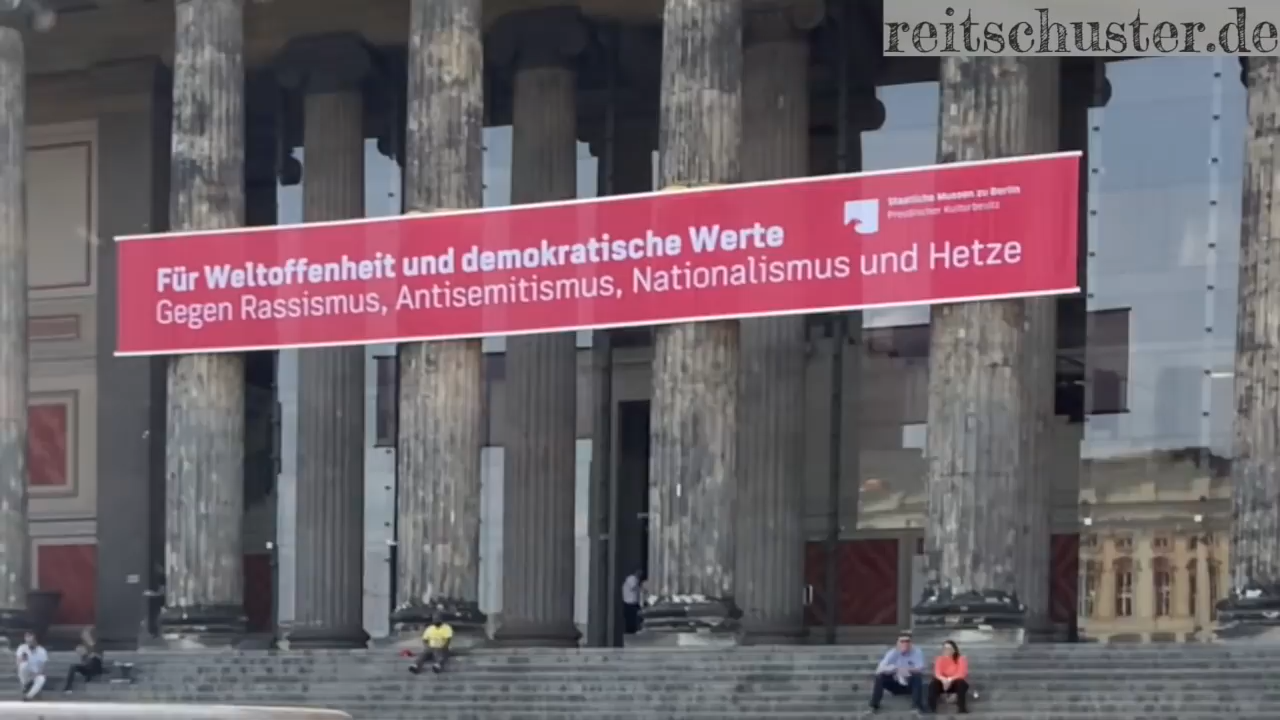 reitschuster.de
Staatliche Museen zu Berlin
Preußischer Kulturbesitz
Für Weltoffenheit und demokratische Werte
Gegen Rassismus, Antisemitismus, Nationalismus und Hetze